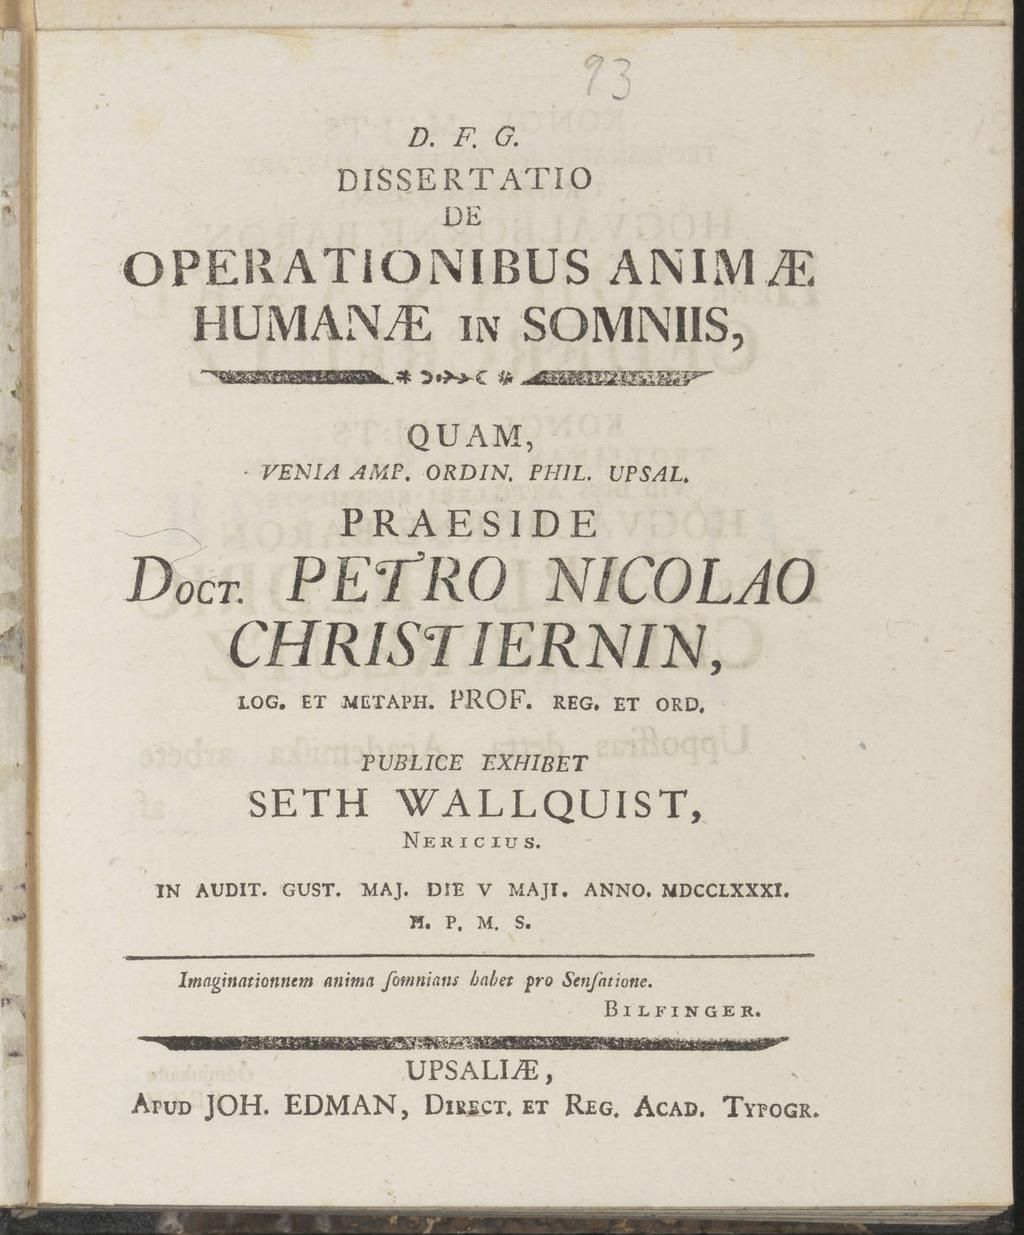 93
D. F. G.
DISSERTATIO
DE
OPERATIONIBUS ANIMÆ
HUMANÆ IN SOMNIIS,
QUAM,
VENIA AMP. ORDIN. PHIL. UPSAL.
PRAESIDE
DOCT. PETRO NICOLAO
CHRISTIERNIN,
LOG. ET METAPH. PROF. REG. ET ORD.
PUBLICE EXHIBET
SETH WALLQUIST,
NERICIUS.
IN AUDIT. GUST. MAJ. DIE V MAJI. ANNO. MDCCLXXXI.
H. P. M. S.
Imaginationnem anima ſomnians habet pro Senſatione.
BILFINGER.
UPSALIÆ,
APUD JOH. EDMAN, DIRECT. ET REG. ACAD. TYPOGR.